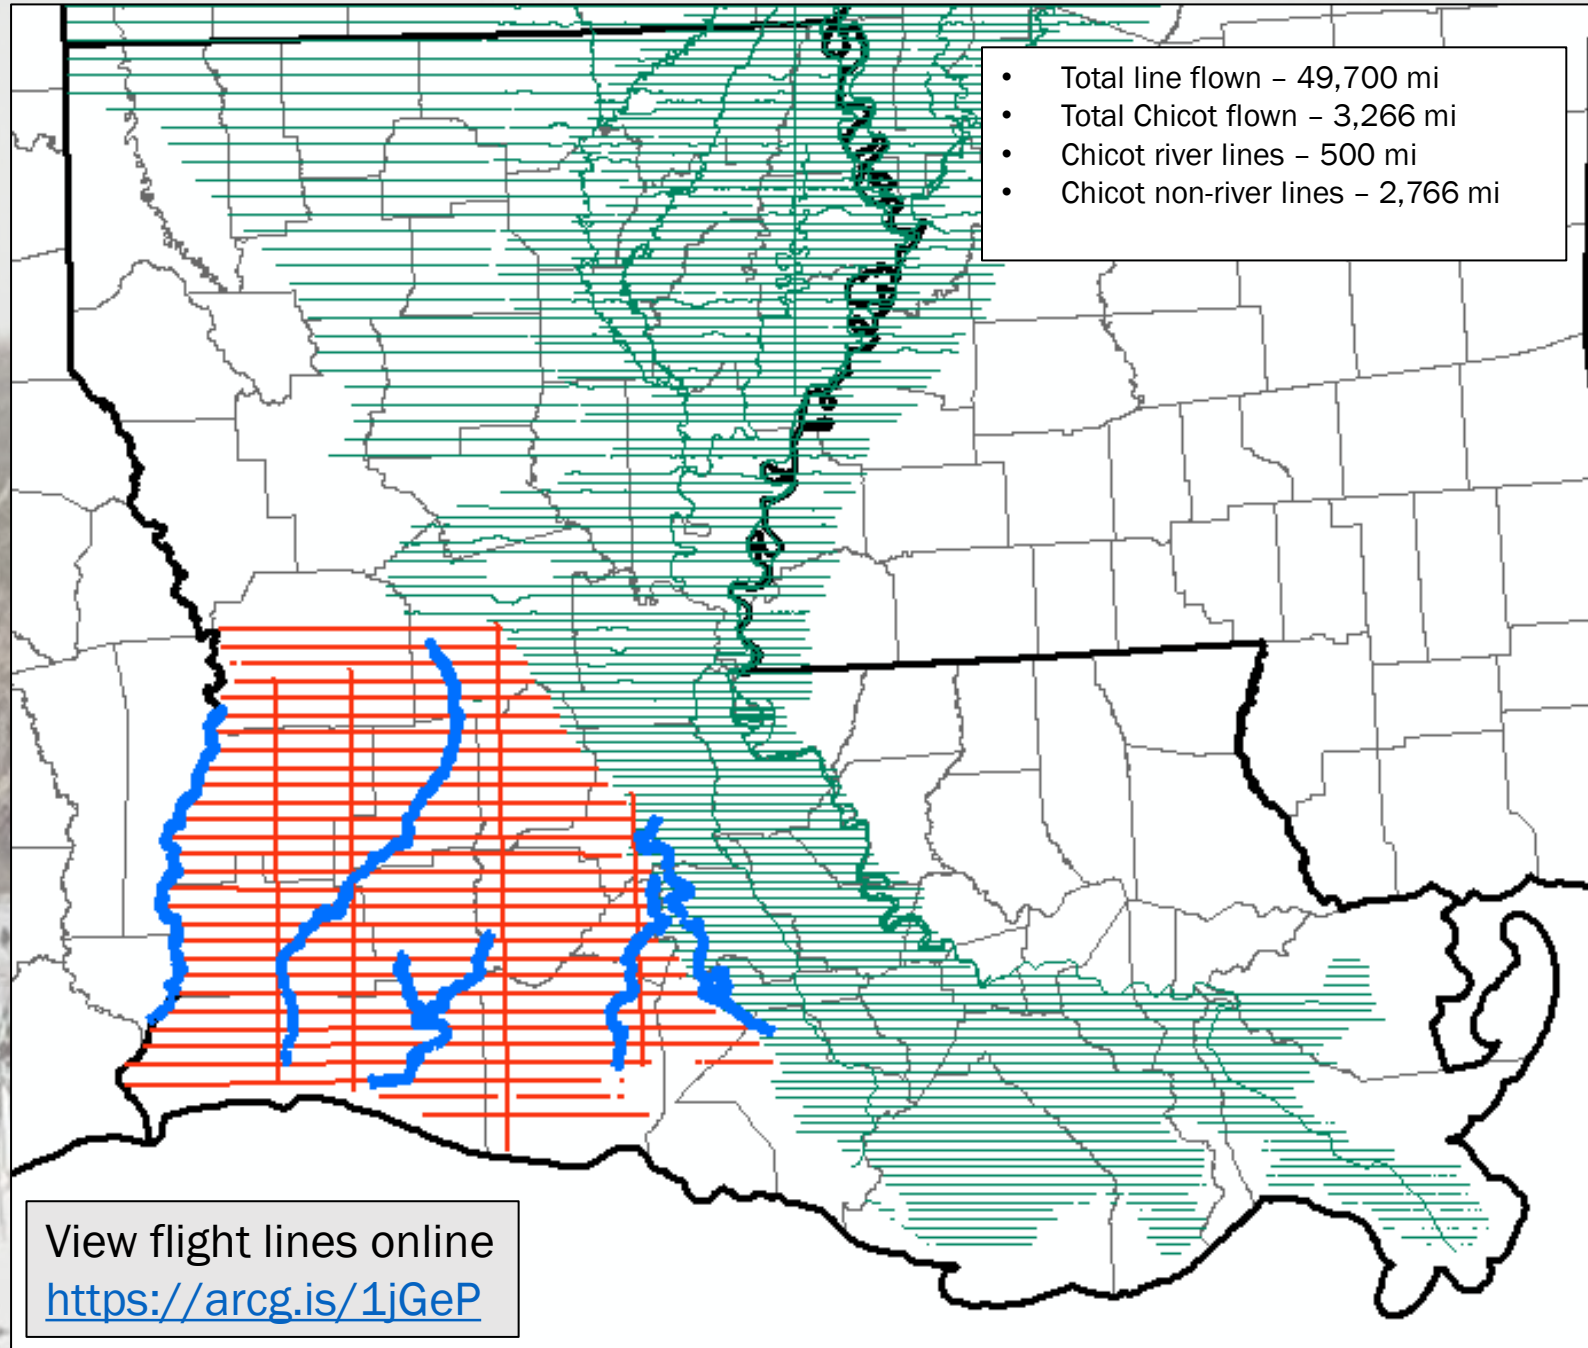 • Total line flown – 49,700 mi
• Total Chicot flown – 3,266 mi
• Chicot river lines – 500 mi
• Chicot non-river lines – 2,766 mi
View flight lines online
https://arcg.is/1jGeP